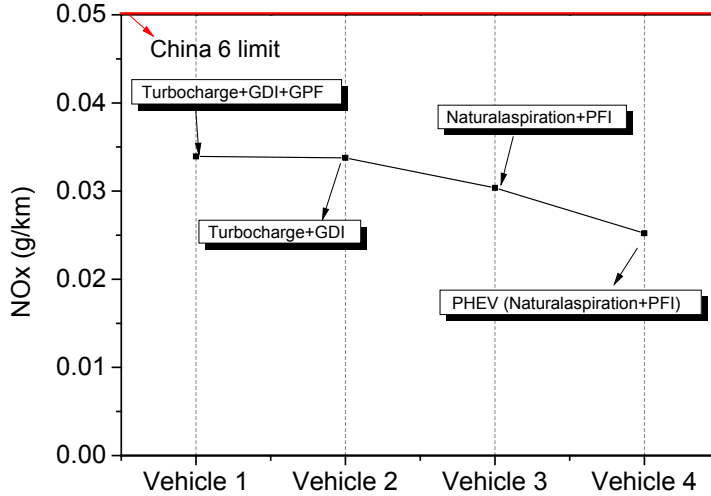 0.05
China 6 limit
Turbocharge+GDI+GPF
0.04
Naturalaspiration+PFI
0.03
Turbocharge+GDI
0.02
PHEV (Naturalaspiration+PFI)
0.01
0.00
NOx (g/km)
Vehicle 1 Vehicle 2 Vehicle 3 Vehicle 4